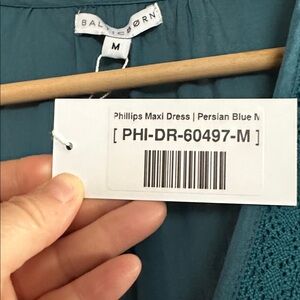 BALTIC BØRN
M
Phillips Maxi Dress | Persian Blue M
[ PHI-DR-60497-M ]